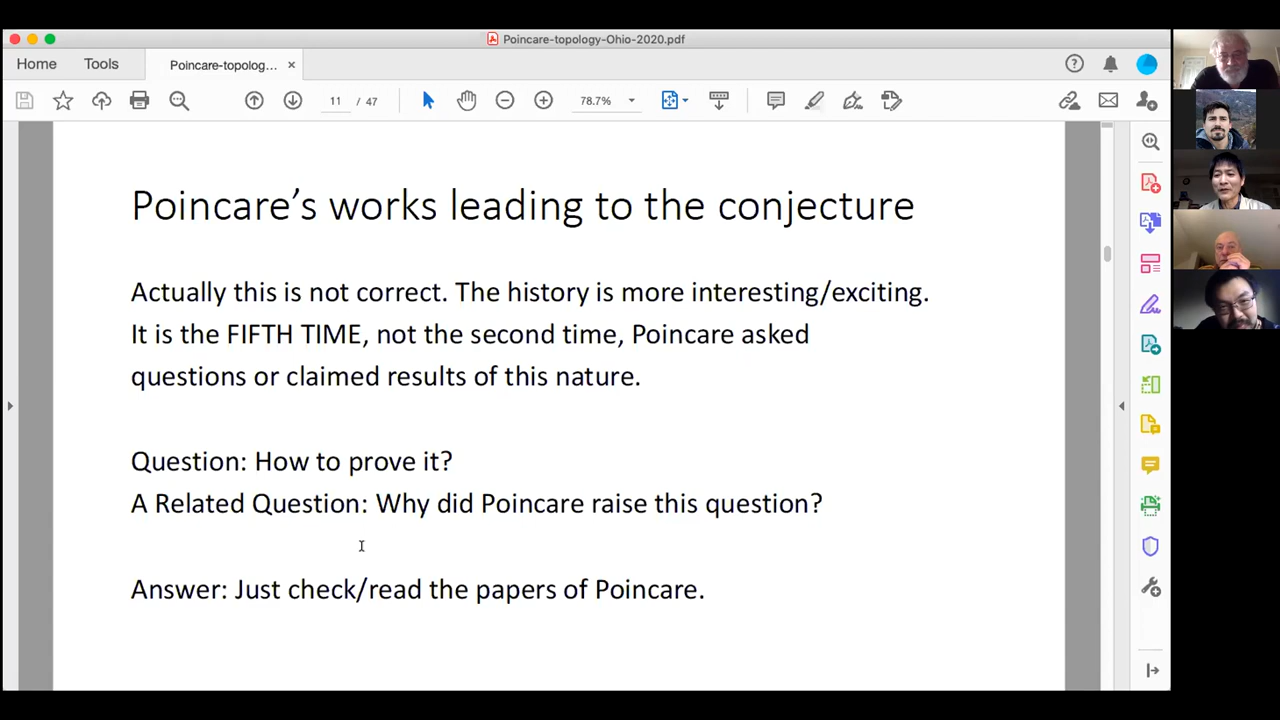 Poincare-topology-Ohio-2020.pdf
Home
Tools
Poincare-topolog...
11 / 47
78.7%
Poincare’s works leading to the conjecture
Actually this is not correct. The history is more interesting/exciting.
It is the FIFTH TIME, not the second time, Poincare asked
questions or claimed results of this nature.
Question: How to prove it?
A Related Question: Why did Poincare raise this question?
Answer: Just check/read the papers of Poincare.